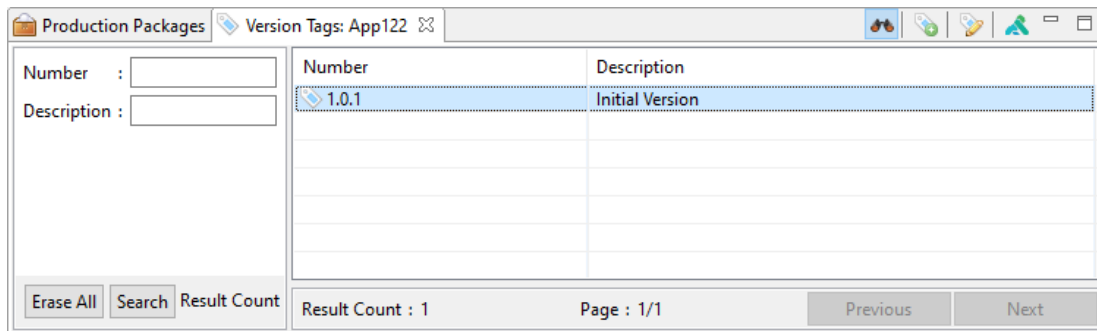 Production Packages
Version Tags: App122
Number :
Description :
Erase All
Search
Result Count
Number
Description
1.0.1
Initial Version
Result Count : 1
Page : 1/1
Previous
Next